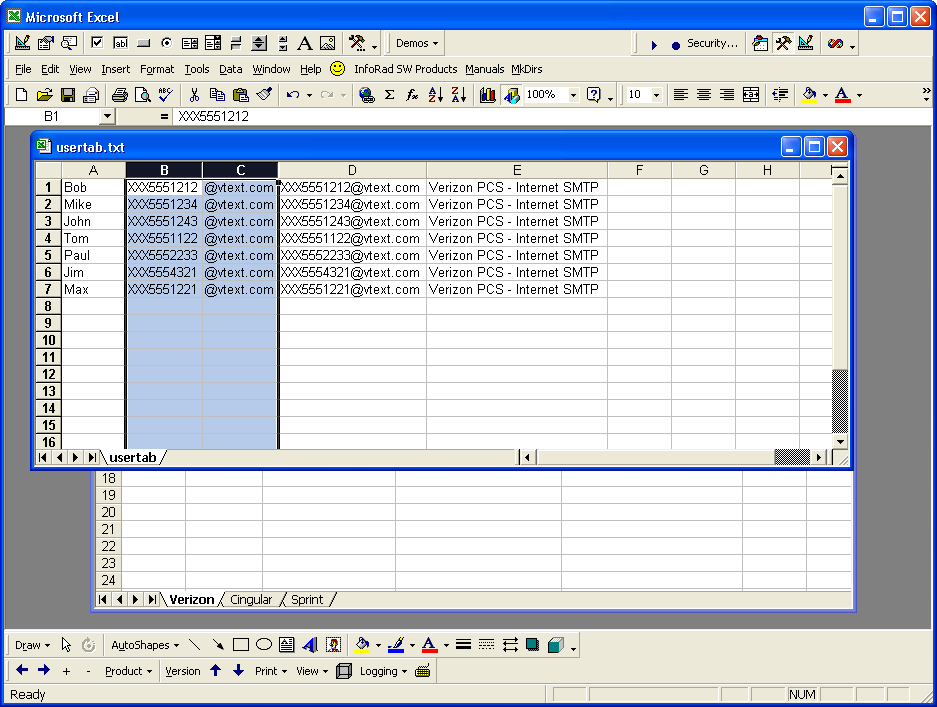 Microsoft Excel
Demos Security...
File Edit View Insert Format Tools Data Window Help InfoRad SW Products Manuals MkDirs
100% 10
B1 = XXX5551212
usertab.txt
A B C D E F G H
1 Bob XXX5551212 @vtext.com XXX5551212@vtext.com Verizon PCS - Internet SMTP
2 Mike XXX5551234 @vtext.com XXX5551234@vtext.com Verizon PCS - Internet SMTP
3 John XXX5551243 @vtext.com XXX5551243@vtext.com Verizon PCS - Internet SMTP
4 Tom XXX5551122 @vtext.com XXX5551122@vtext.com Verizon PCS - Internet SMTP
5 Paul XXX5552233 @vtext.com XXX5552233@vtext.com Verizon PCS - Internet SMTP
6 Jim XXX5554321 @vtext.com XXX5554321@vtext.com Verizon PCS - Internet SMTP
7 Max XXX5551221 @vtext.com XXX5551221@vtext.com Verizon PCS - Internet SMTP
8
9
10
11
12
13
14
15
16
usertab
18
19
20
21
22
23
24
Verizon Cingular Sprint
Draw AutoShapes
+ - Product Version Print View Logging
Ready NUM